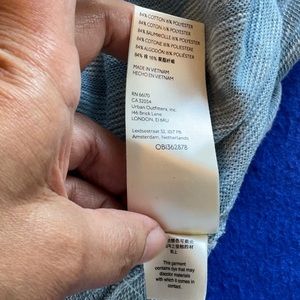 84% COTTON 16% POLYESTER
84% COTON 16% POLYESTER
84% BAUMWOLLE 16% POLYESTER
84% COTONE 16% POLIESTERE
84% ALGODÓN 16% POLIÉSTER
84% 棉 16% 聚酯纤维
MADE IN VIETNAM
HECHO EN VIETNAM
RN 66170
CA 32054
Urban Outfitters, Inc.
146 Brick Lane
LONDON, E1 6RU
Leidsestraat 32, 1017 PB
Amsterdam, Netherlands
OBI362878
This garment
contains dye that may
discolor materials
with which it comes
in contact.